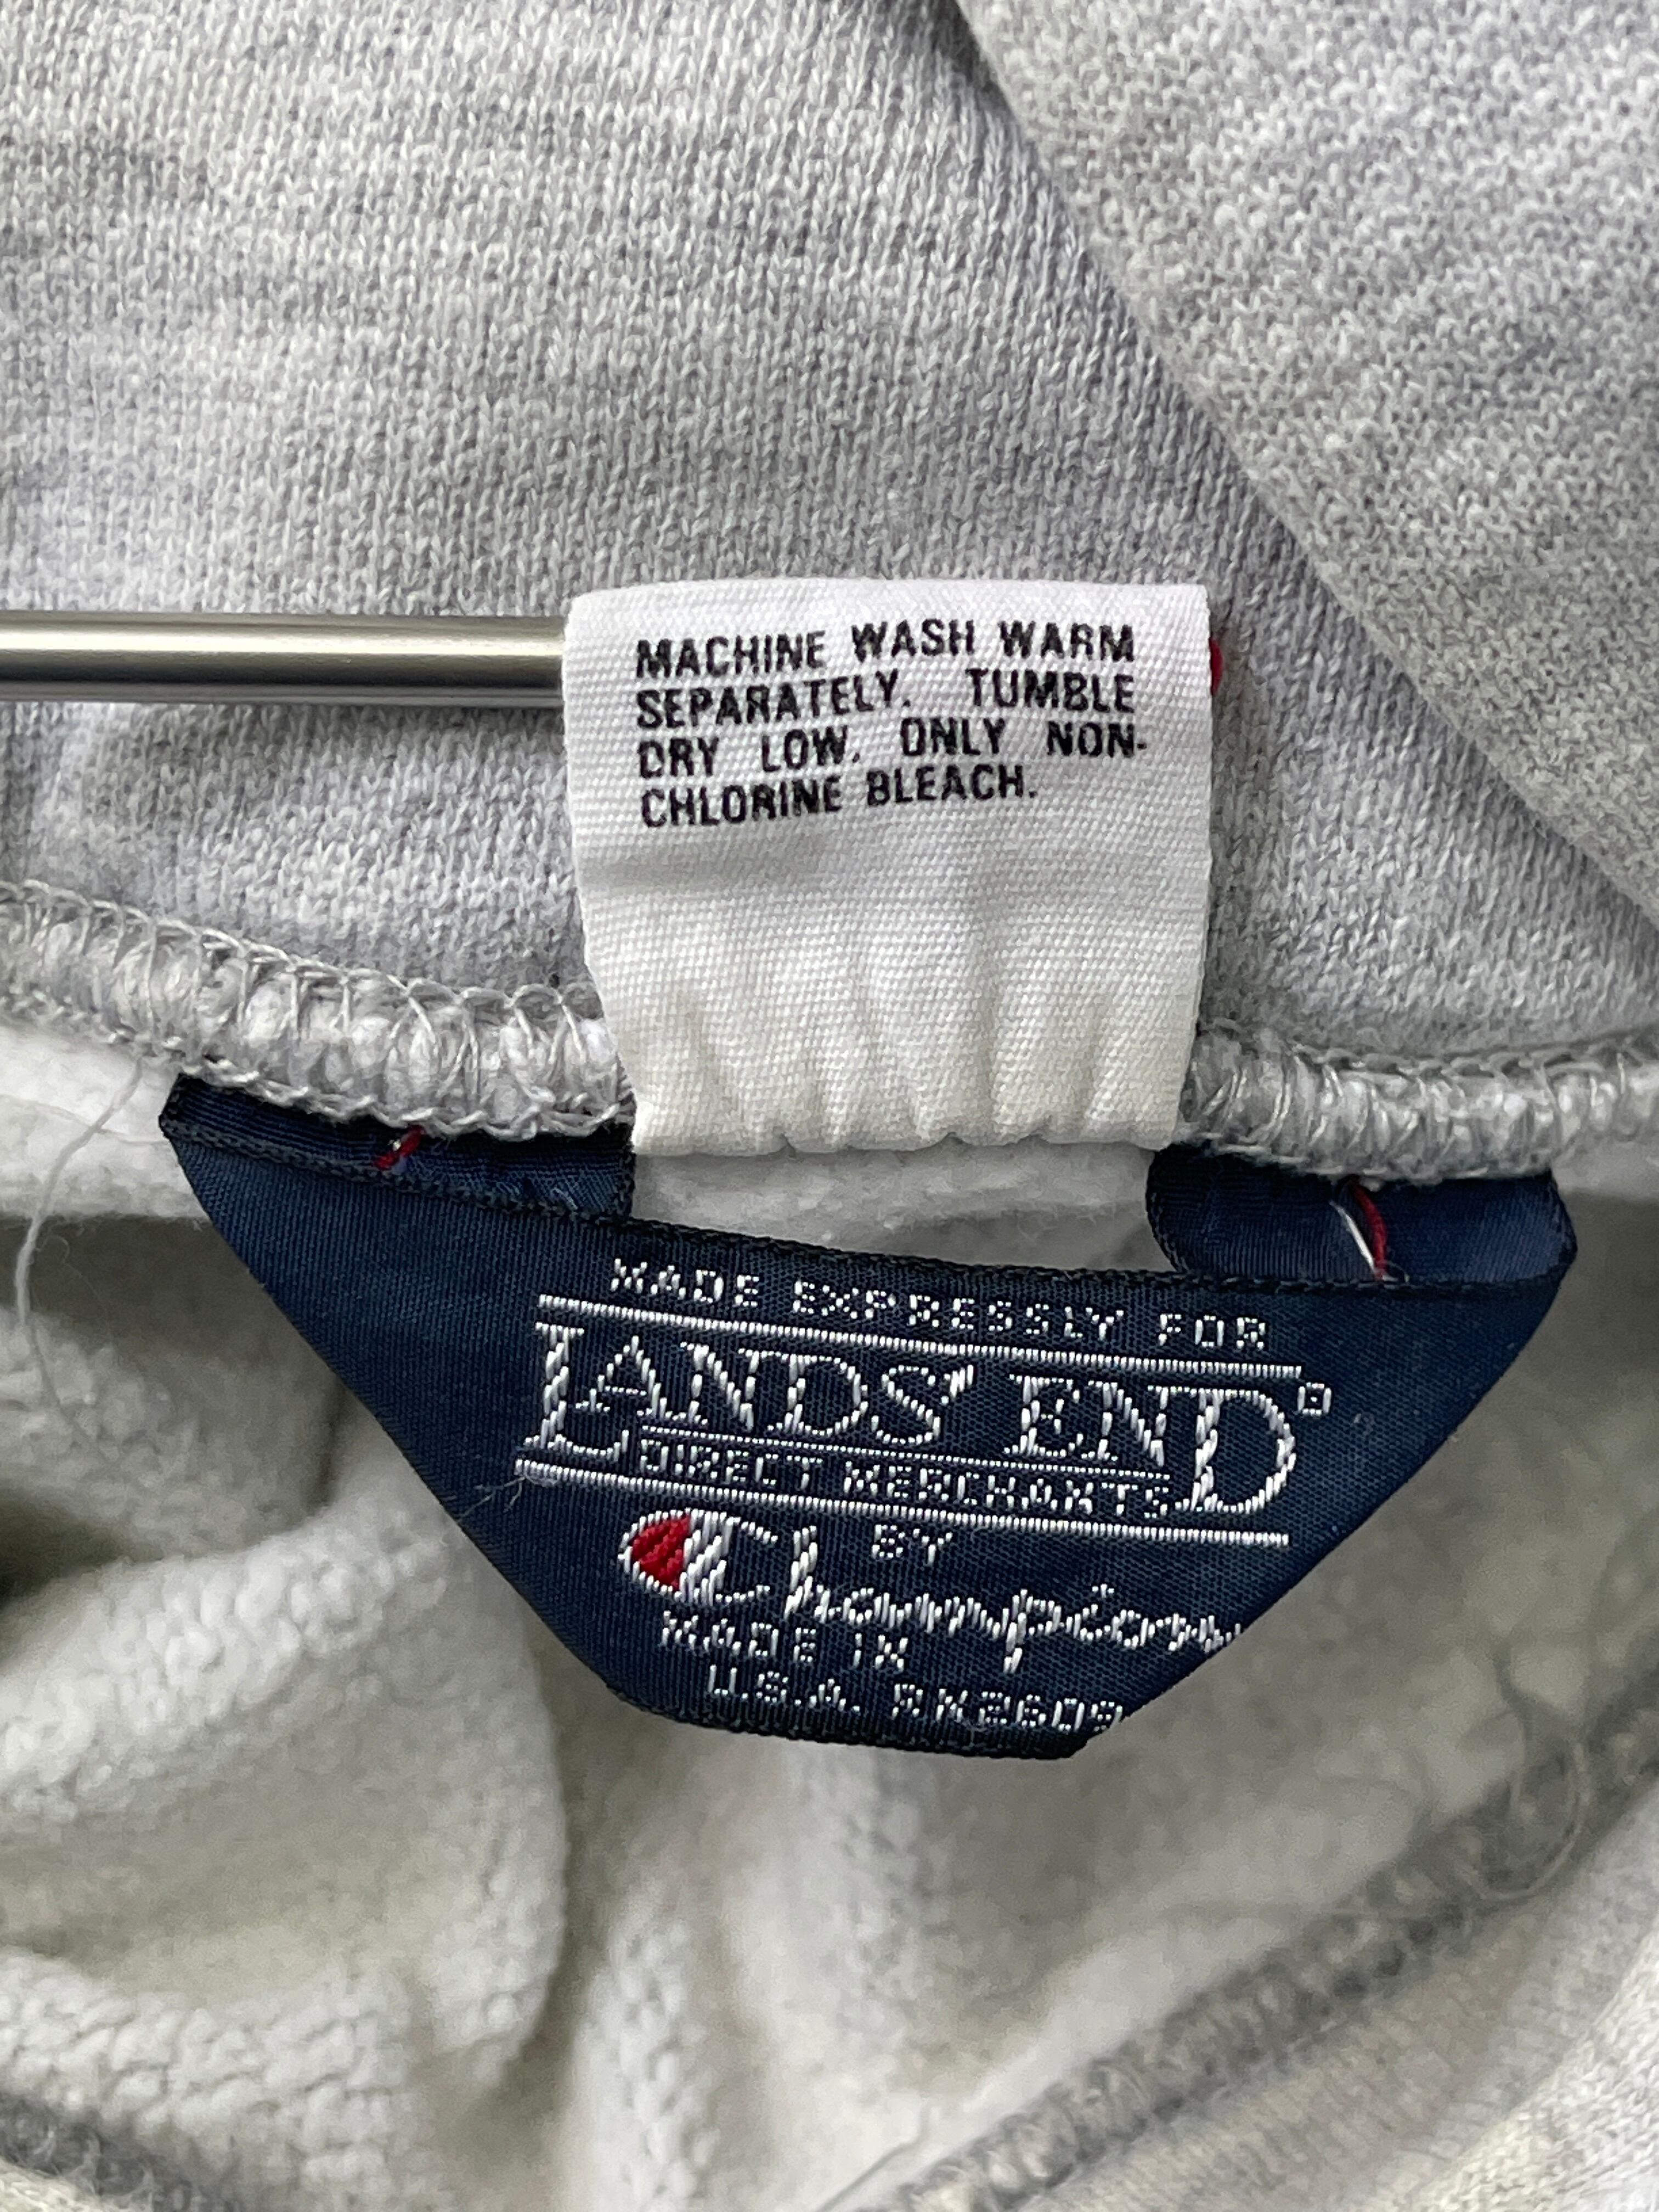 MACHINE WASH WARM
SEPARATELY. TUMBLE
DRY LOW. ONLY NON-
CHLORINE BLEACH.
MADE EXPRESSLY FOR
LANDS' END
DIRECT MERCHANTS
BY
Champion
MADE IN
U.S.A. RN2609